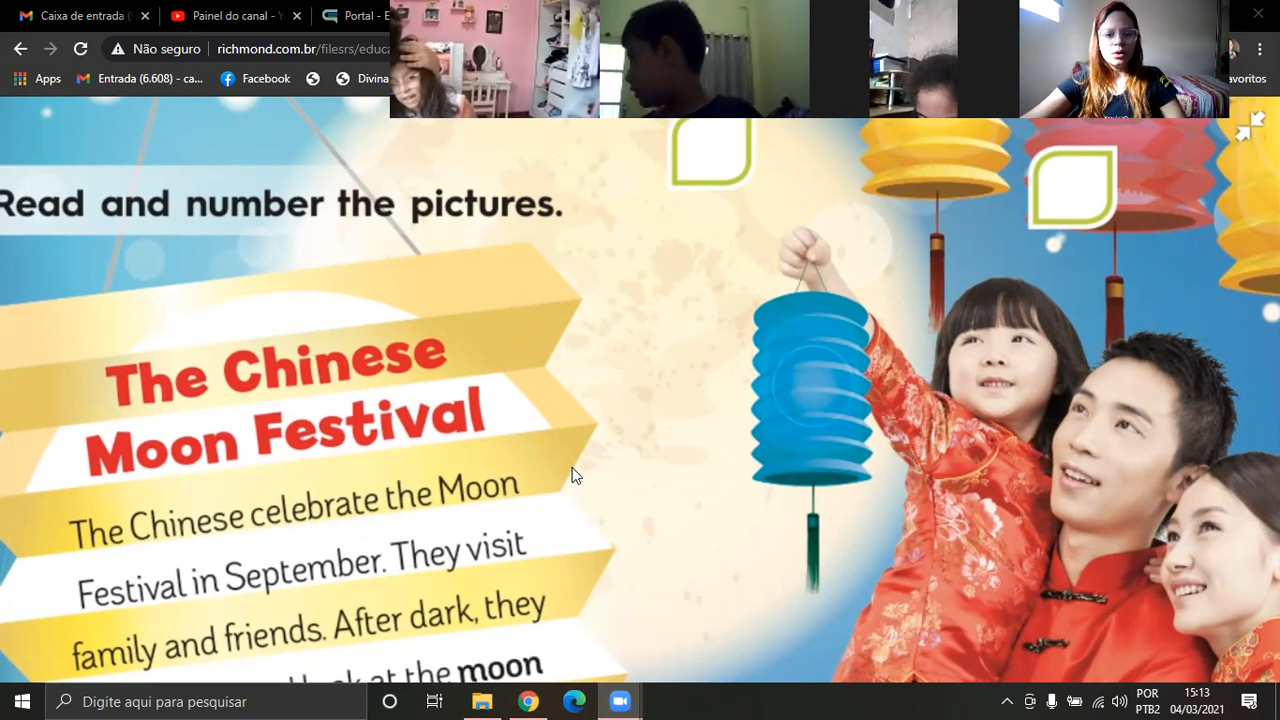 Caixa de entrada
Painel do canal - Y
Portal - E
Não seguro
richmond.com.br/filesrs/educa
Apps
Entrada (6.608) - ca...
Facebook
Divina
avoritos
Read and number the pictures.
The Chinese
Moon Festival
The Chinese celebrate the Moon
Festival in September. They visit
family and friends. After dark, they
at the moon
Digite aqui para pesquisar
POR
PTB2
15:13
04/03/2021